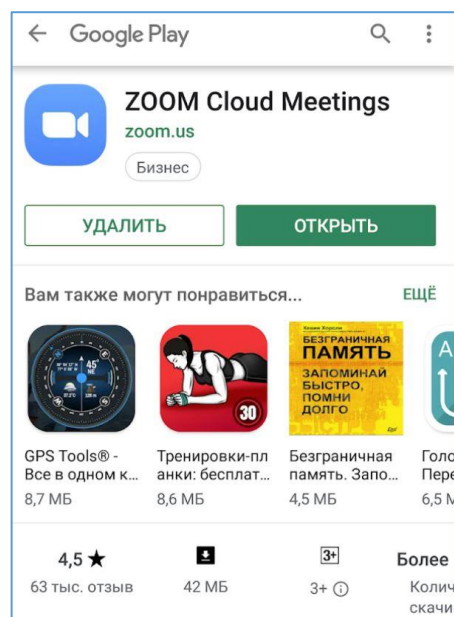 Google Play
ZOOM Cloud Meetings
zoom.us
Бизнес
УДАЛИТЬ
ОТКРЫТЬ
Вам также могут понравиться...
ЕЩЁ
45°
NE
30
Кевин Хорсли
БЕЗГРАНИЧНАЯ
ПАМЯТЬ
ЗАПОМИНАЙ
БЫСТРО,
ПОМНИ
ДОЛГО
A
GPS Tools® -
Все в одном к...
8,7 МБ
Тренировки-пл
анки: бесплат...
8,6 МБ
Безграничная
память. Запо...
4,5 МБ
Голо
Пере
6,5 М
4,5 ★
63 тыс. отзыв
42 МБ
3+
3+
Более
Колич
скачи